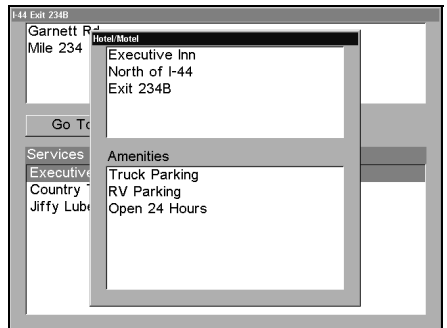 I-44 Exit 234B
Garnett Rd
Mile 234
Go To
Services
Executive
Country
Jiffy Lube
Hotel/Motel
Executive Inn
North of I-44
Exit 234B
Amenities
Truck Parking
RV Parking
Open 24 Hours